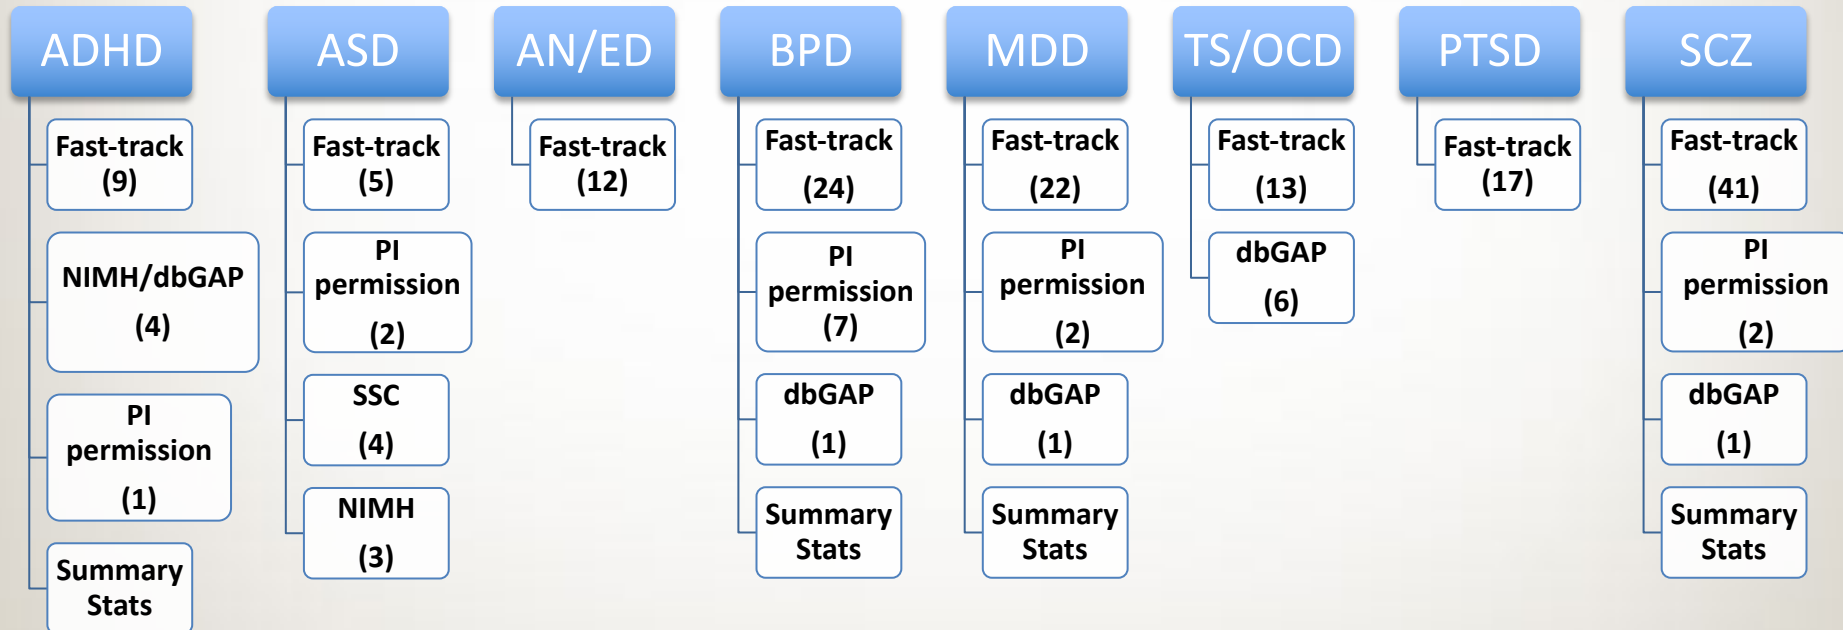 ADHD
Fast-track
(9)
NIMH/dbGAP
(4)
PI
permission
(1)
Summary
Stats
ASD
Fast-track
(5)
PI
permission
(2)
SSC
(4)
NIMH
(3)
AN/ED
Fast-track
(12)
BPD
Fast-track
(24)
PI
permission
(7)
dbGAP
(1)
Summary
Stats
MDD
Fast-track
(22)
PI
permission
(2)
dbGAP
(1)
Summary
Stats
TS/OCD
Fast-track
(13)
dbGAP
(6)
PTSD
Fast-track
(17)
SCZ
Fast-track
(41)
PI
permission
(2)
dbGAP
(1)
Summary
Stats